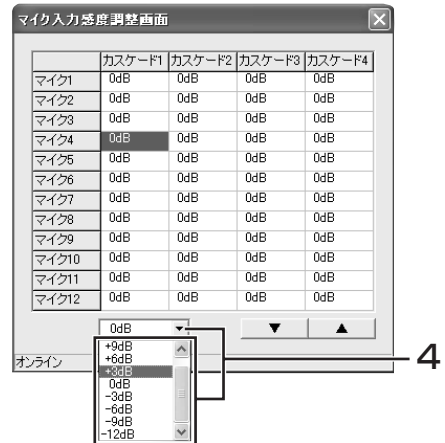 マイク入力感度調整画面
カスケード1 カスケード2 カスケード3 カスケード4
マイク1 0dB 0dB 0dB 0dB
マイク2 0dB 0dB 0dB 0dB
マイク3 0dB 0dB 0dB 0dB
マイク4 0dB 0dB 0dB 0dB
マイク5 0dB 0dB 0dB 0dB
マイク6 0dB 0dB 0dB 0dB
マイク7 0dB 0dB 0dB 0dB
マイク8 0dB 0dB 0dB 0dB
マイク9 0dB 0dB 0dB 0dB
マイク10 0dB 0dB 0dB 0dB
マイク11 0dB 0dB 0dB 0dB
マイク12 0dB 0dB 0dB 0dB
0dB
オンライン
+9dB
+6dB
+3dB
0dB
-3dB
-6dB
-9dB
-12dB
4